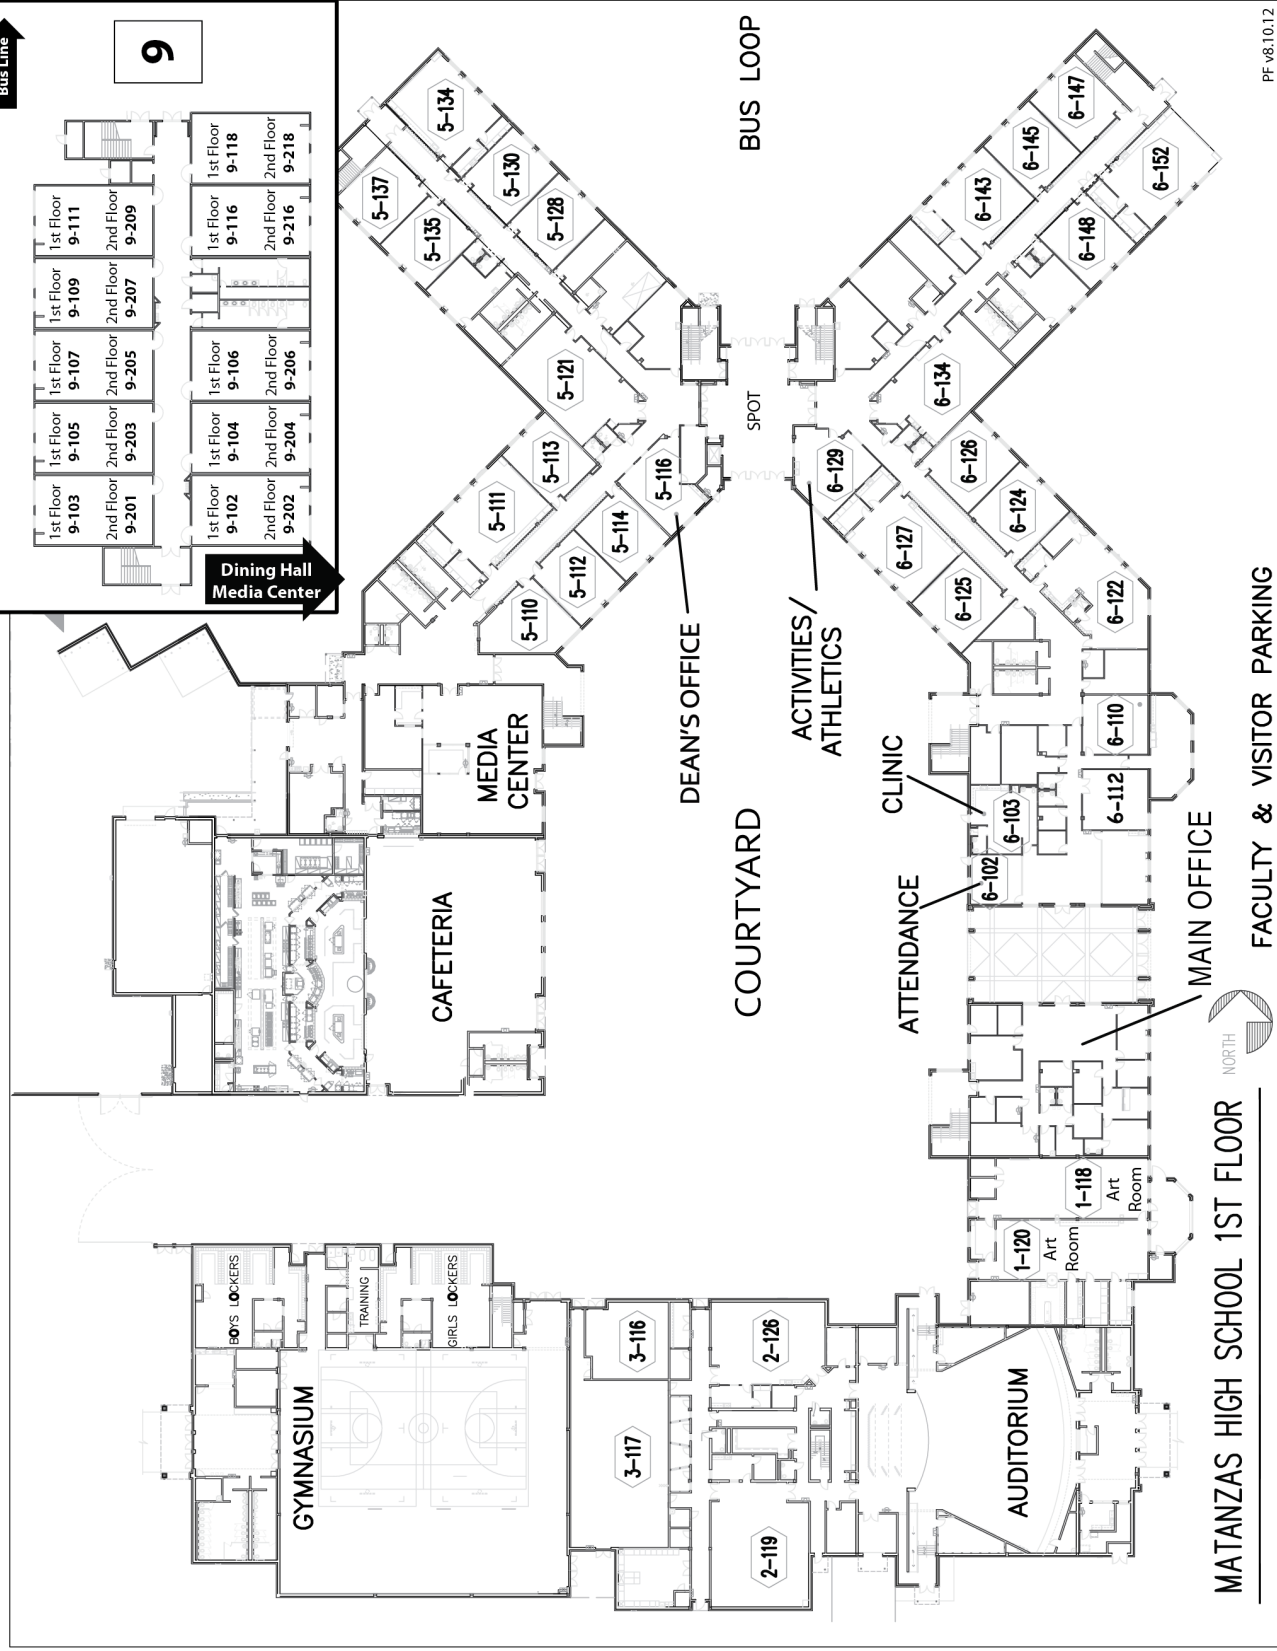 Bus Line
9
1st Floor
9-111
2nd Floor
9-209
1st Floor
9-118
2nd Floor
9-218
1st Floor
9-109
2nd Floor
9-207
1st Floor
9-116
2nd Floor
9-216
1st Floor
9-107
2nd Floor
9-205
1st Floor
9-106
2nd Floor
9-206
1st Floor
9-105
2nd Floor
9-203
1st Floor
9-104
2nd Floor
9-204
1st Floor
9-103
2nd Floor
9-201
1st Floor
9-102
2nd Floor
9-202
Dining Hall
Media Center
5-134
5-137
5-130
5-135
5-128
5-121
5-113
5-116
5-111
5-114
5-112
5-110
BUS LOOP
SPOT
6-147
6-145
6-152
6-143
6-148
6-134
6-126
6-129
6-124
6-127
6-125
6-122
6-110
6-112
6-103
6-102
PF v8.10.12
DEAN'S OFFICE
ACTIVITIES/
ATHLETICS
CLINIC
ATTENDANCE
MEDIA
CENTER
CAFETERIA
COURTYARD
MAIN OFFICE
FACULTY & VISITOR PARKING
NORTH
1-118
Art
Room
1-120
Art
Room
BOYS LOCKERS
TRAINING
GIRLS LOCKERS
GYMNASIUM
3-116
3-117
2-126
2-119
AUDITORIUM
MATANZAS HIGH SCHOOL 1ST FLOOR